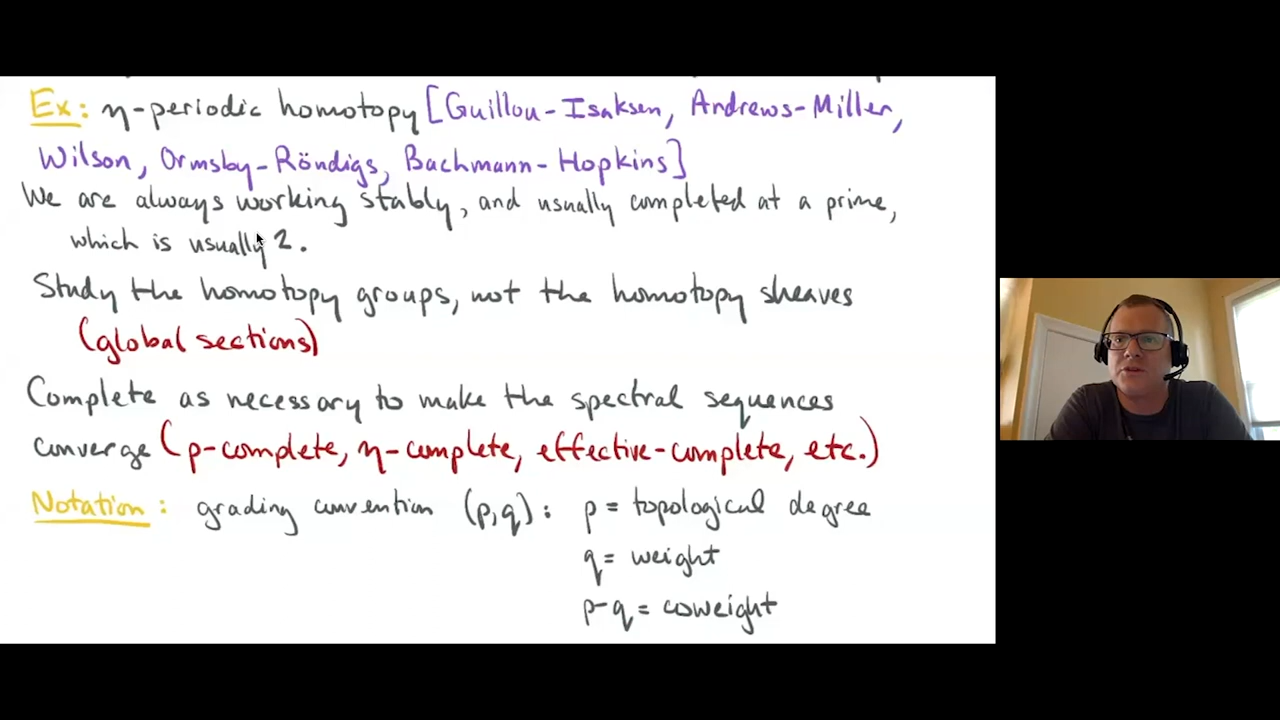 Ex: η-periodic homotopy [Guillou-Isaksen, Andrews-Miller,
Wilson, Ormsby-Röndigs, Bachmann-Hopkins]
We are always working stably, and usually completed at a prime,
which is usually 2.
Study the homotopy groups, not the homotopy sheaves
(global sections)
Complete as necessary to make the spectral sequences
converge (p-complete, η-complete, effective-complete, etc.)
Notation: grading convention (p,q): p = topological degree
q = weight
p-q = coweight